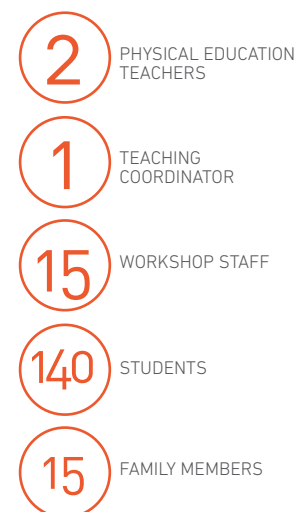 2
PHYSICAL EDUCATION
TEACHERS
1
TEACHING
COORDINATOR
15
WORKSHOP STAFF
140
STUDENTS
15
FAMILY MEMBERS